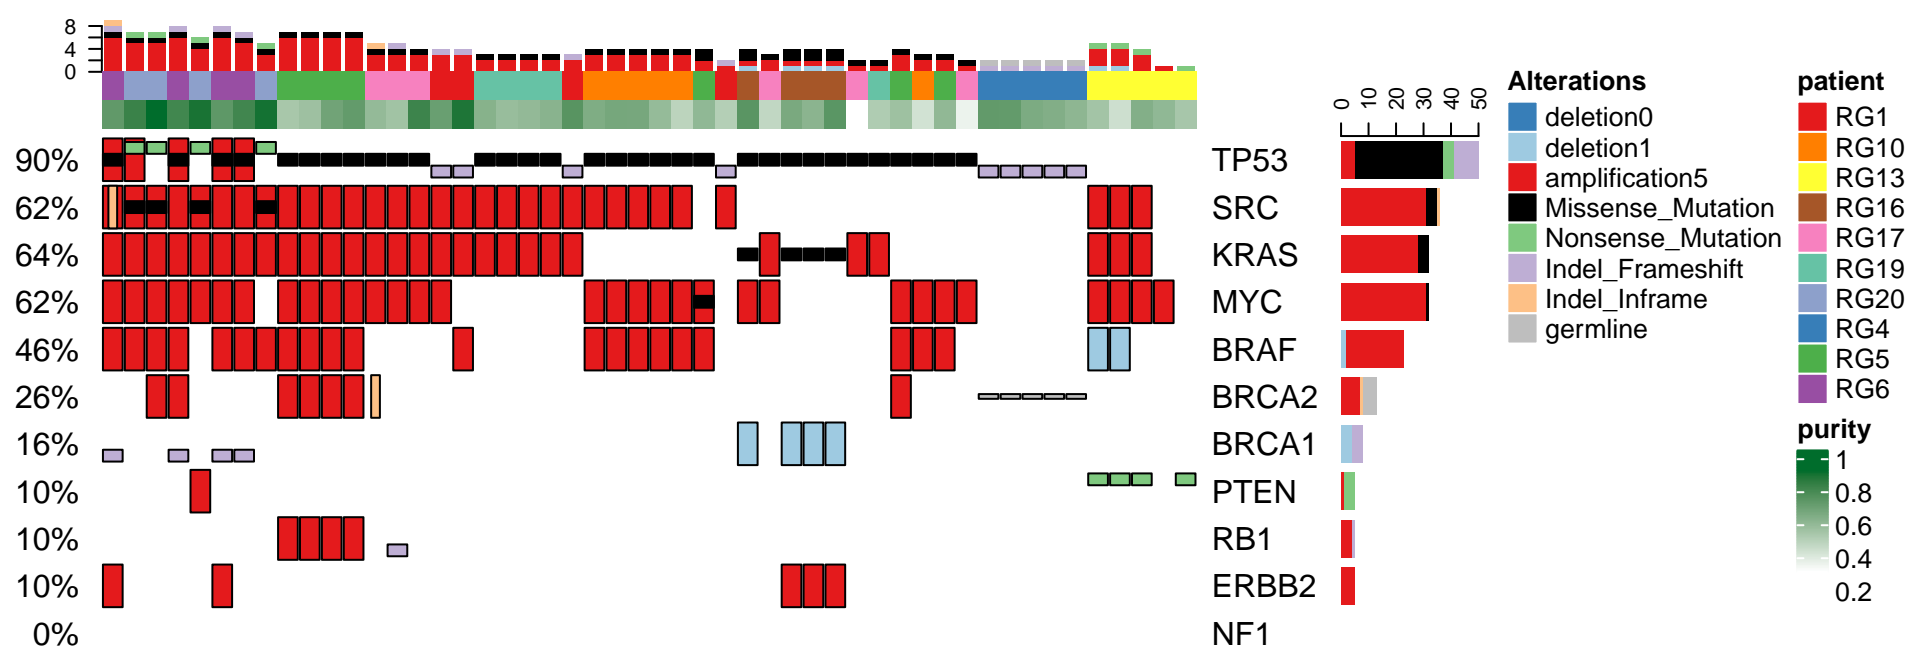 8
4
0
90% TP53
62% SRC
64% KRAS
62% MYC
46% BRAF
26% BRCA2
16% BRCA1
10% PTEN
10% RB1
10% ERBB2
0% NF1
0 10 20 30 40 50
Alterations
deletion0
deletion1
amplification5
Missense_Mutation
Nonsense_Mutation
Indel_Frameshift
Indel_Inframe
germline
patient
RG1
RG10
RG13
RG16
RG17
RG19
RG20
RG4
RG5
RG6
purity
1
0.8
0.6
0.4
0.2